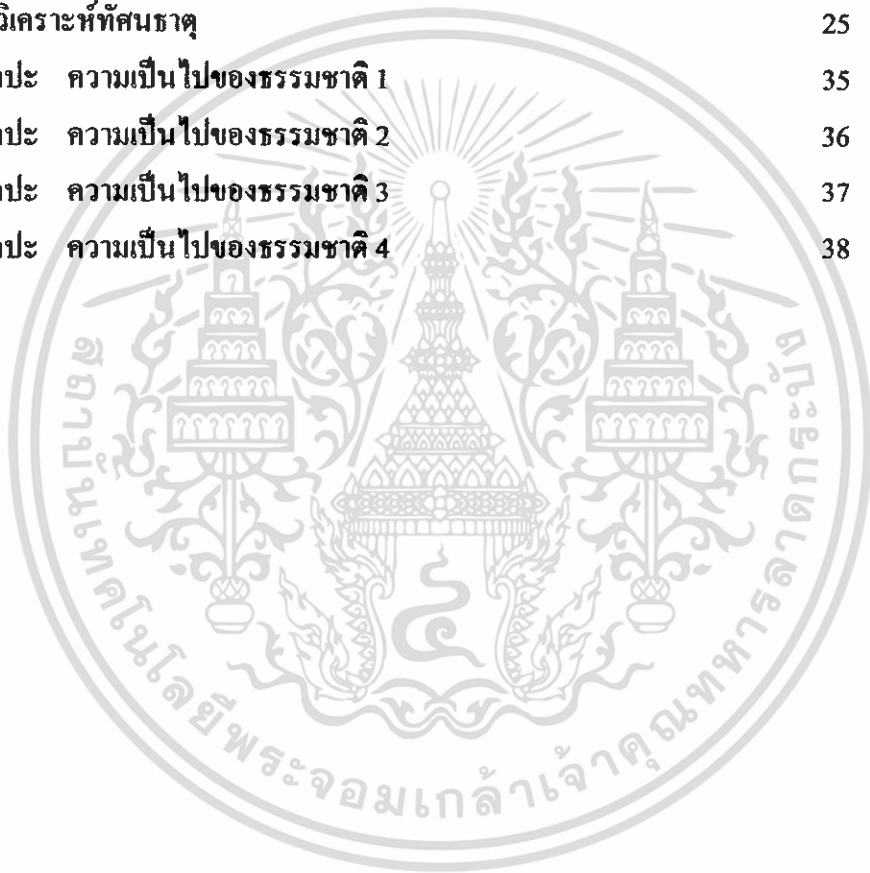 วิเคราะห์ทัศนธาตุ 25
ปะ ความเป็นไปของธรรมชาติ 1 35
ปะ ความเป็นไปของธรรมชาติ 2 36
ปะ ความเป็นไปของธรรมชาติ 3 37
ปะ ความเป็นไปของธรรมชาติ 4 38
สถาบันเทคโนโลยีพระจอมเกล้าเจ้าคุณทหารลาดกระบัง
๔